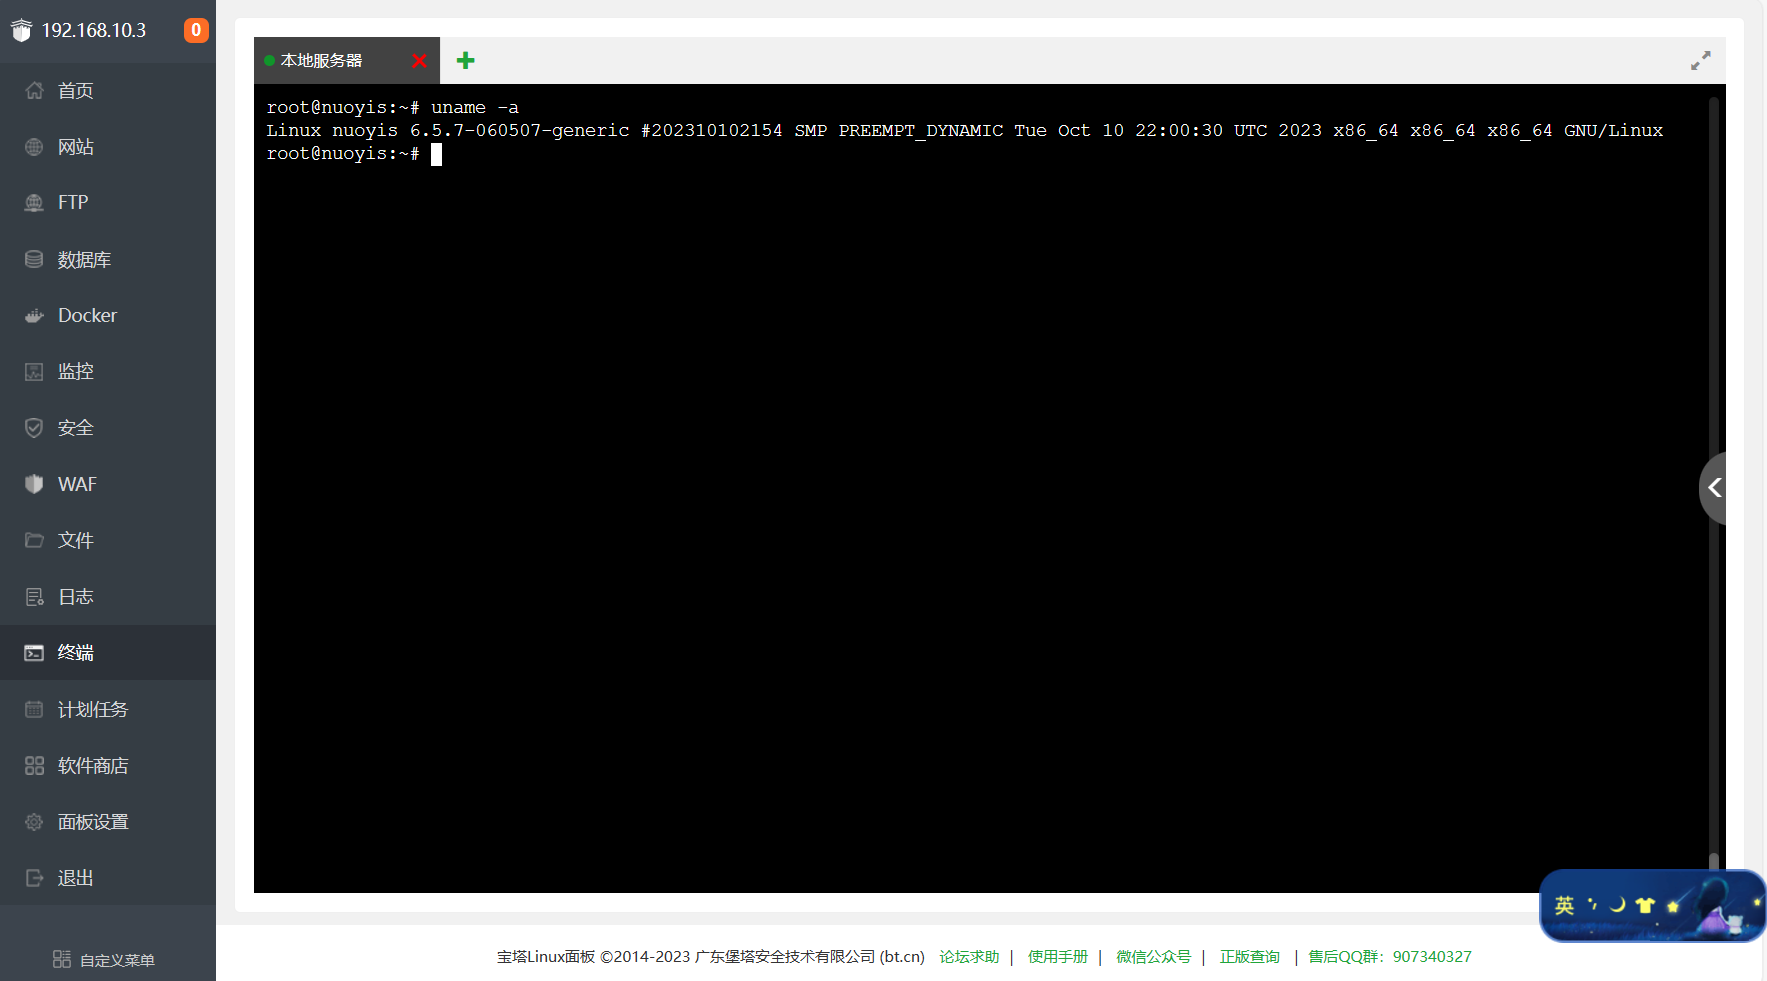 192.168.10.3
0
首页
网站
FTP
数据库
Docker
监控
安全
WAF
文件
日志
终端
计划任务
软件商店
面板设置
退出
自定义菜单
本地服务器
root@nuoyis:~# uname -a
Linux nuoyis 6.5.7-060507-generic #202310102154 SMP PREEMPT_DYNAMIC Tue Oct 10 22:00:30 UTC 2023 x86_64 x86_64 x86_64 GNU/Linux
root@nuoyis:~#
英
宝塔Linux面板 ©2014-2023 广东堡塔安全技术有限公司 (bt.cn) 论坛求助 | 使用手册 | 微信公众号 | 正版查询 | 售后QQ群：907340327